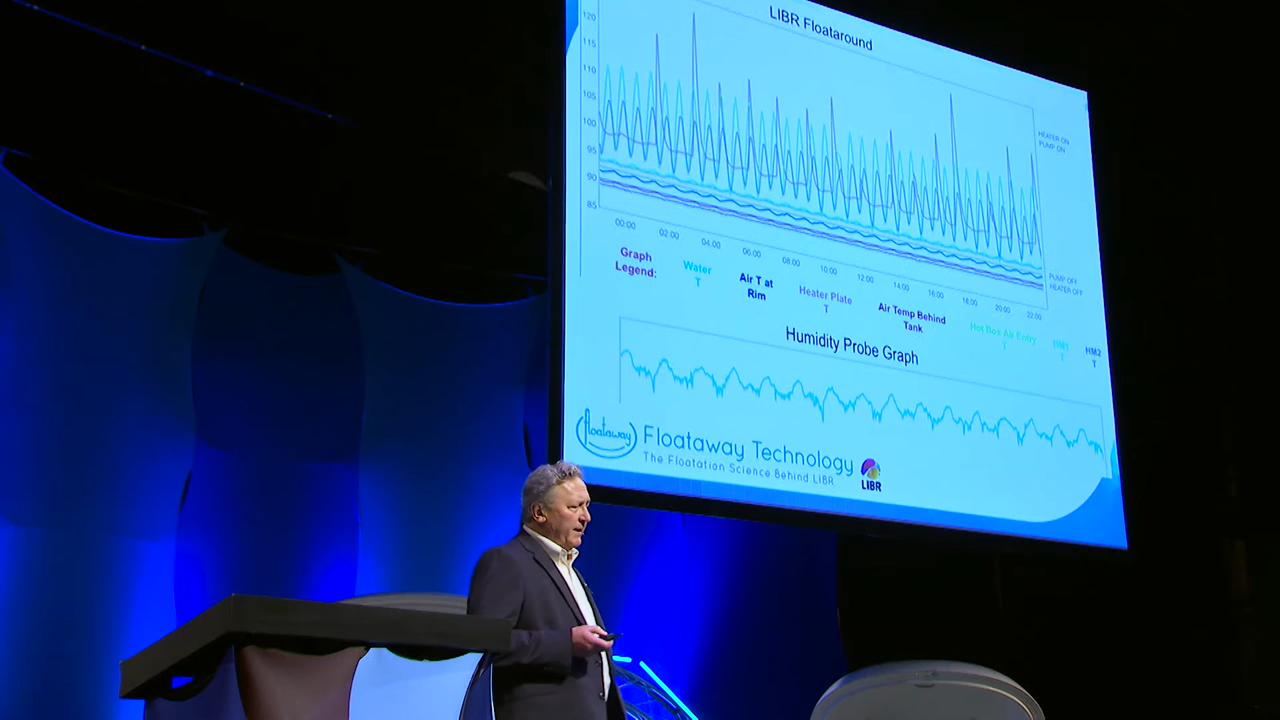 LIBR Floataround
120
115
110
105
100
95
90
85
HEATER ON
PUMP ON
PUMP OFF
HEATER OFF
00:00
02:00
04:00
06:00
08:00
10:00
12:00
14:00
16:00
18:00
20:00
22:00
Graph
Legend:
Water
T
Air T at
Rim
Heater Plate
T
Air Temp Behind
Tank
Hot Box Air Entry
T
HM1
T
HM2
T
Humidity Probe Graph
floataway
Floataway Technology
The Floatation Science Behind LIBR
LIBR